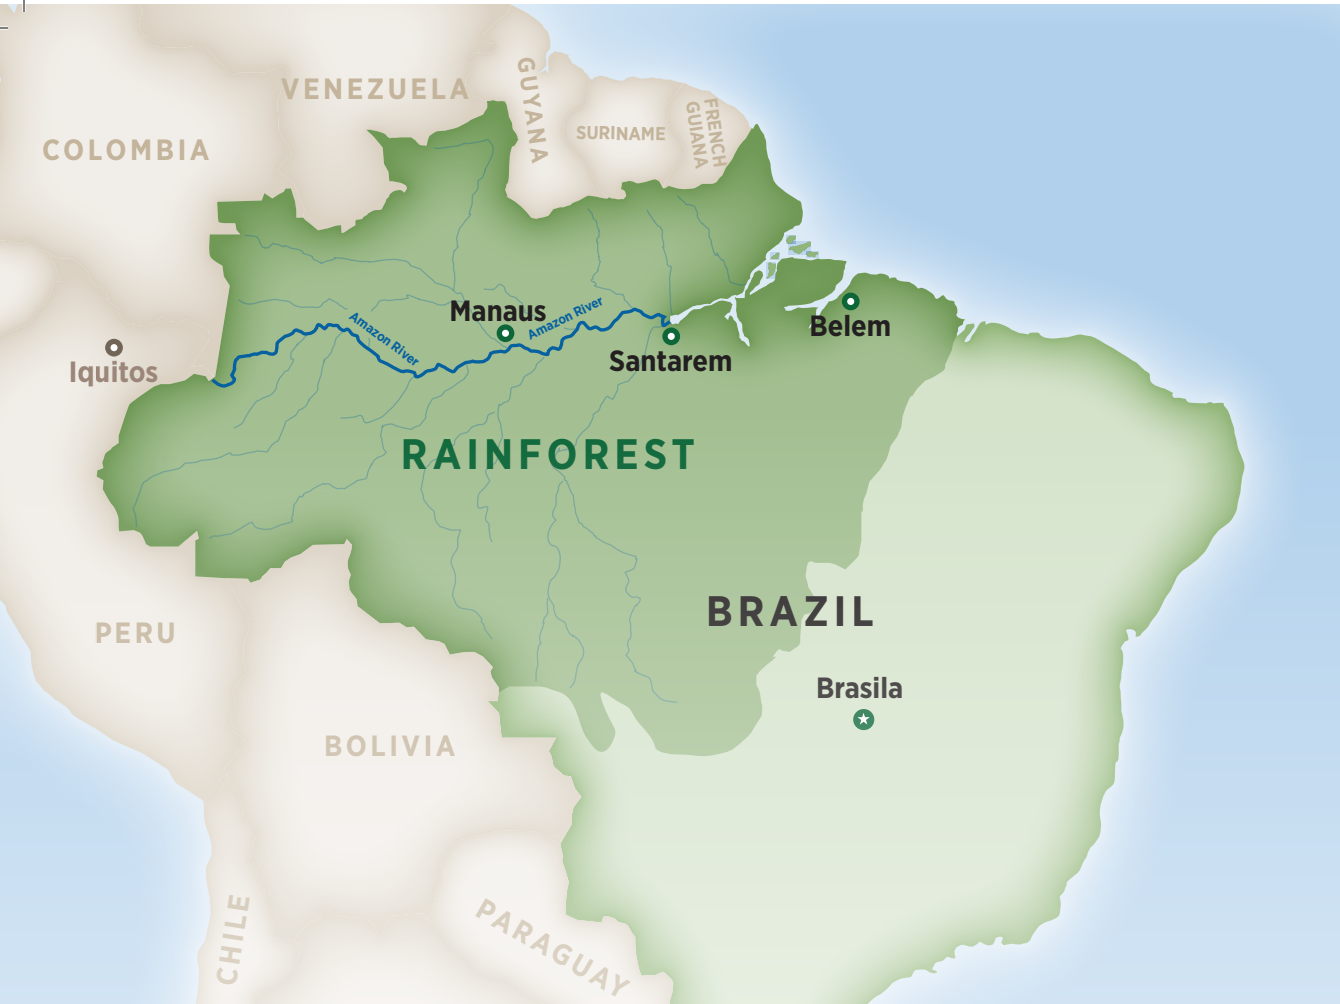 VENEZUELA
GUYANA
COLOMBIA
SURINAME
FRENCH
GUIANA
Manaus
Amazon River
Amazon River
Belem
Iquitos
Santarem
RAINFOREST
BRAZIL
PERU
Brasila
BOLIVIA
CHILE
PARAGUAY